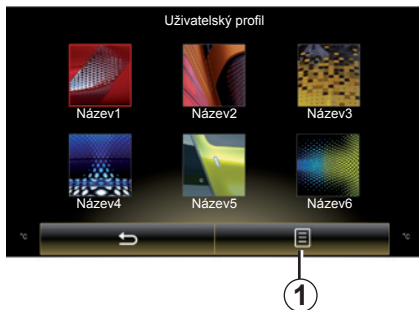 Uživatelský profil
Název1 Název2 Název3
Název4 Název5 Název6
°C °C
1